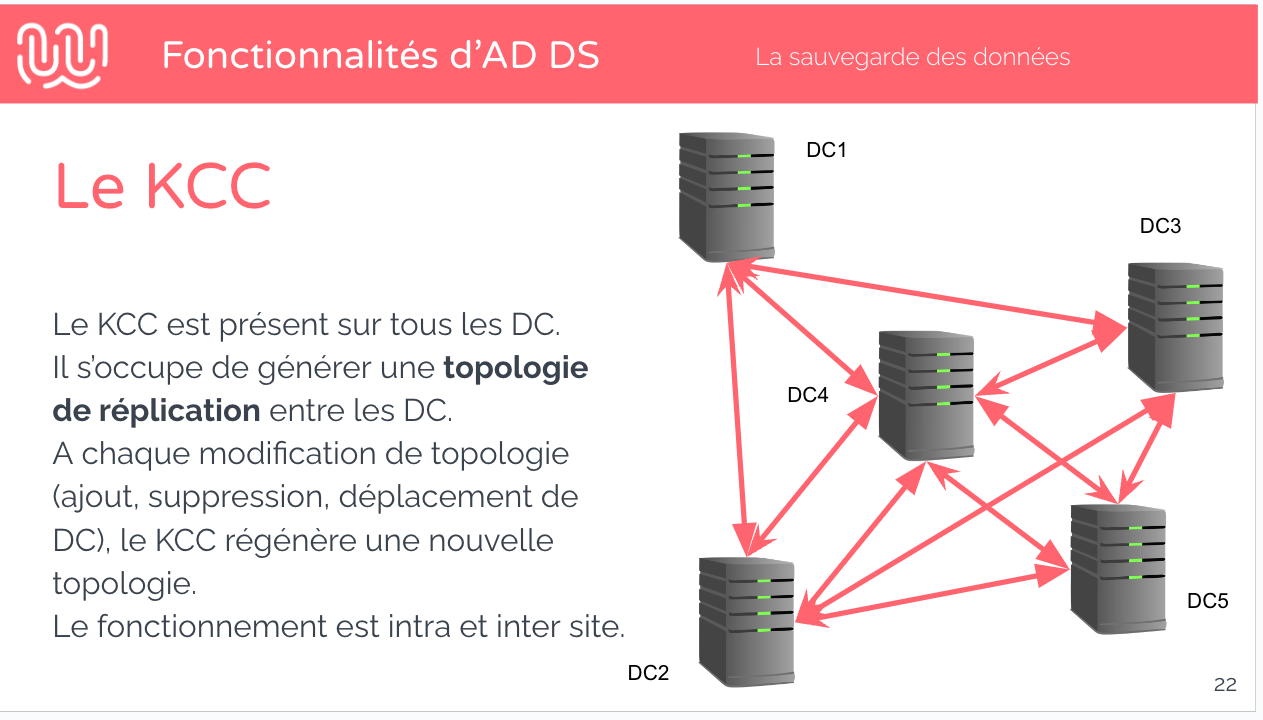 Fonctionnalités d'AD DS
La sauvegarde des données
Le KCC
Le KCC est présent sur tous les DC.
Il s'occupe de générer une topologie
de réplication entre les DC.
A chaque modification de topologie
(ajout, suppression, déplacement de
DC), le KCC régénère une nouvelle
topologie.
Le fonctionnement est intra et inter site.
DC1
DC3
DC4
DC5
DC2
22